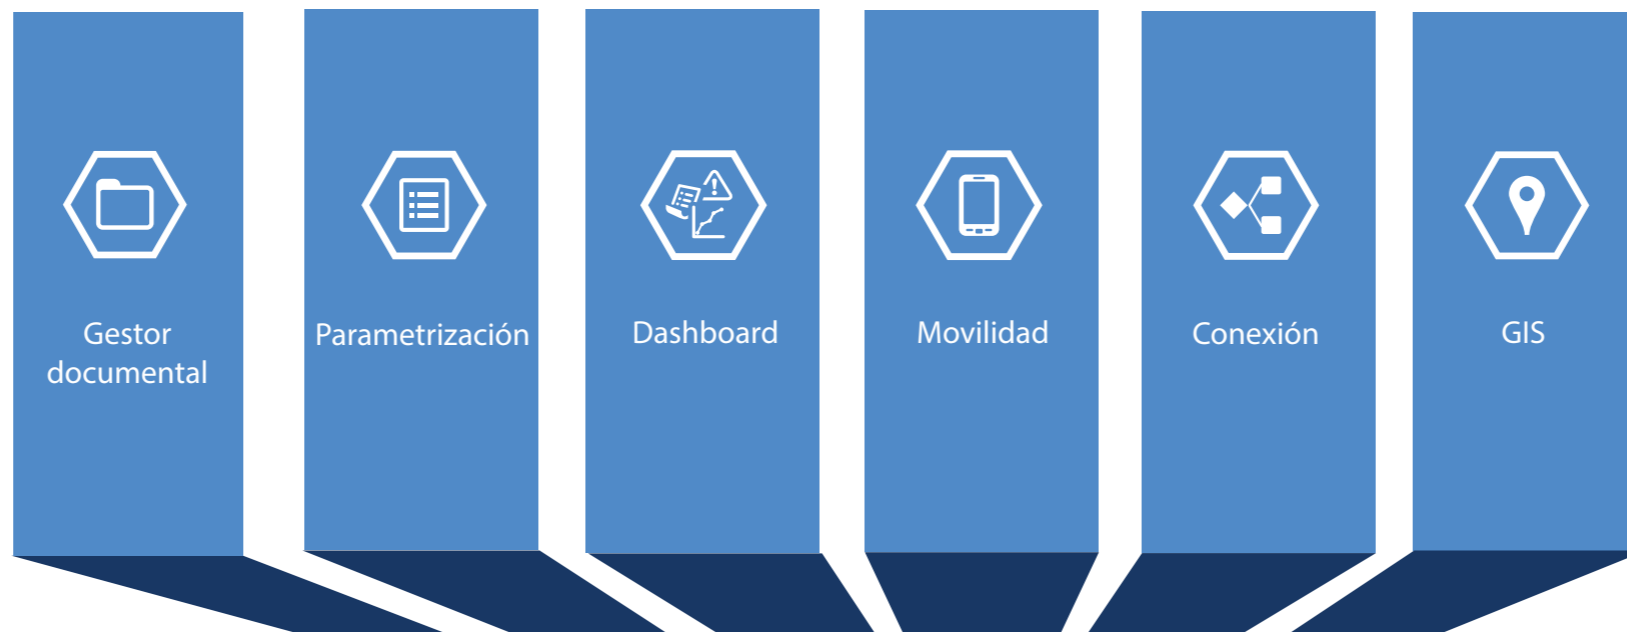 Gestor
documental
Parametrización
Dashboard
Movilidad
Conexión
GIS